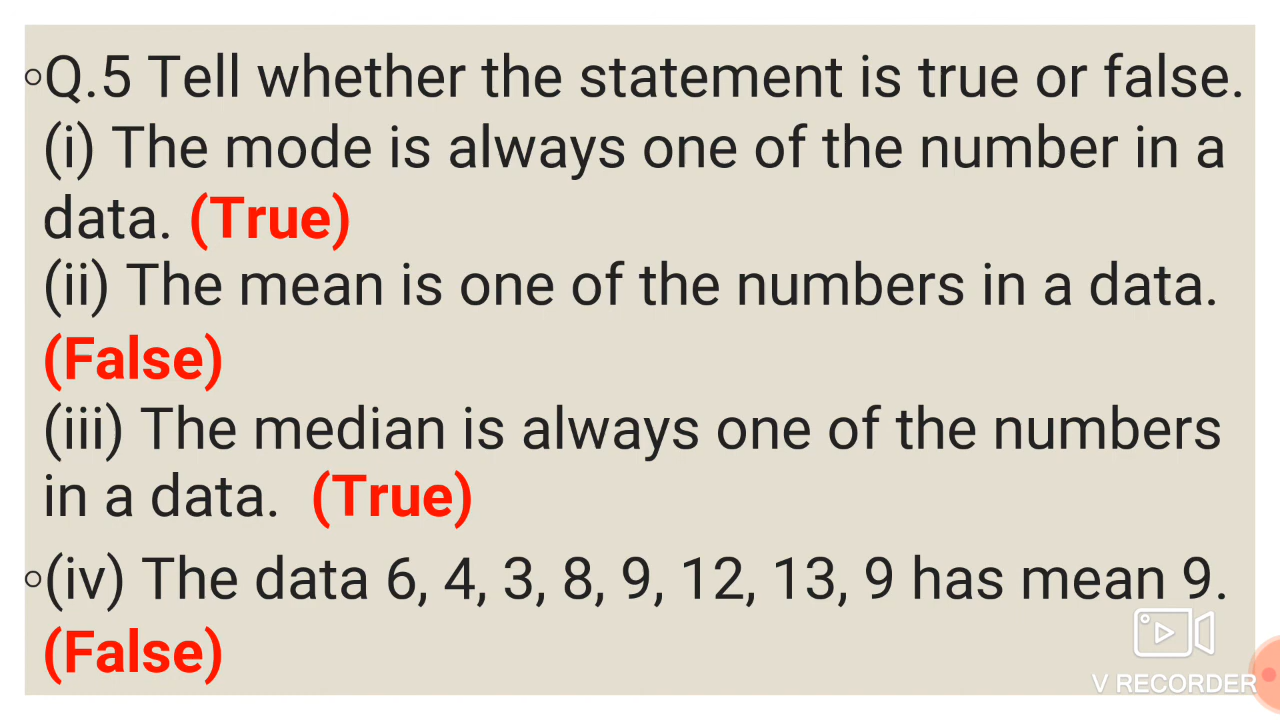 ◦Q.5 Tell whether the statement is true or false.
(i) The mode is always one of the number in a
data. (True)
(ii) The mean is one of the numbers in a data.
(False)
(iii) The median is always one of the numbers
in a data. (True)
◦(iv) The data 6, 4, 3, 8, 9, 12, 13, 9 has mean 9.
(False)
V RECORDER